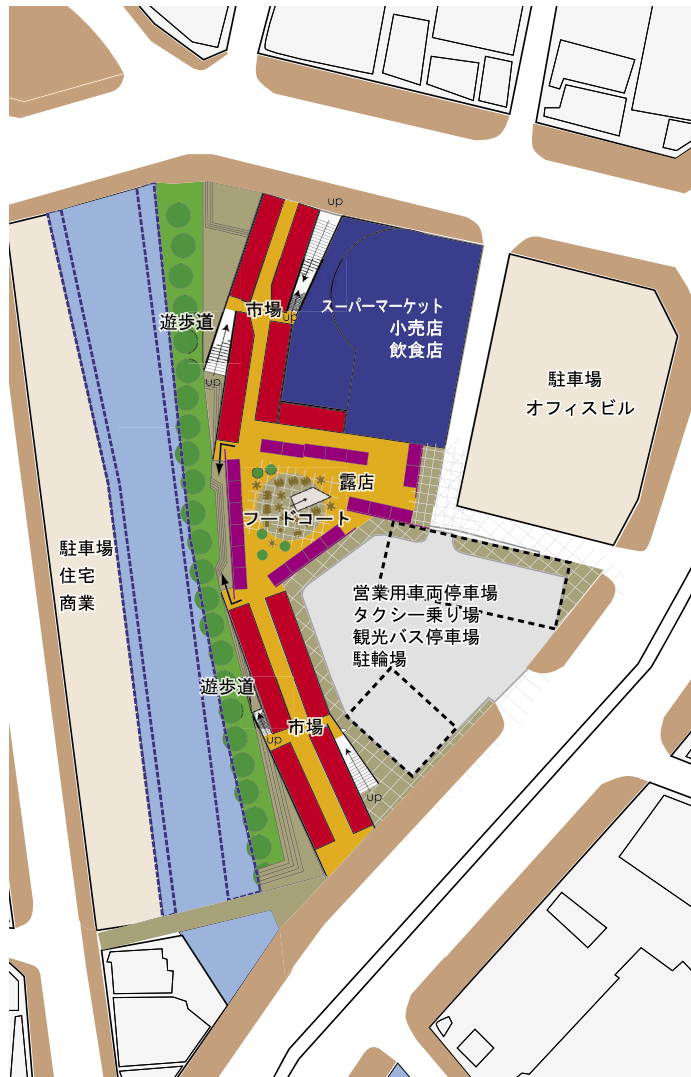 up
スーパーマーケット
小売店
飲食店
市場
up
遊歩道
up
駐車場
オフィスビル
露店
フードコート
駐車場
住宅
商業
営業用車両停車場
タクシー乗り場
観光バス停車場
駐輪場
遊歩道
市場
up
up